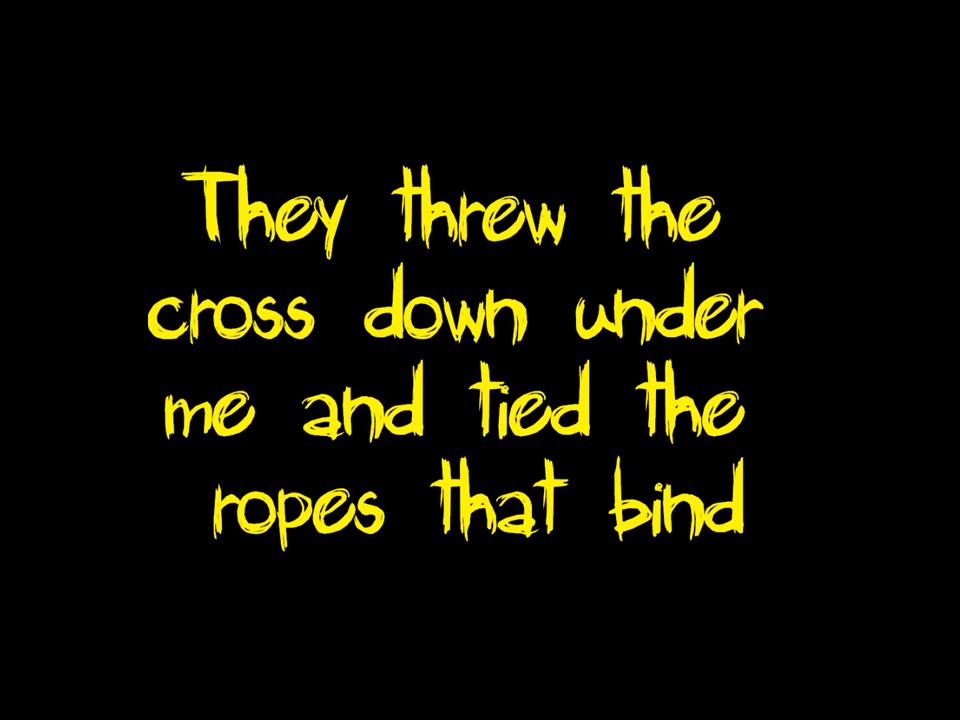 They threw the
cross down under
me and tied the
ropes that bind